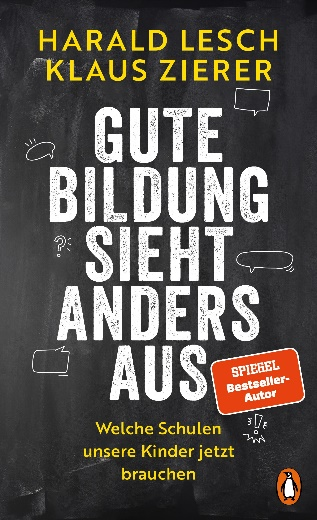 HARALD LESCH
KLAUS ZIERER
GUTE
BILDUNG
SIEHT
ANDERS
AUS
SPIEGEL
Bestseller-
Autor
Welche Schulen
unsere Kinder jetzt
brauchen